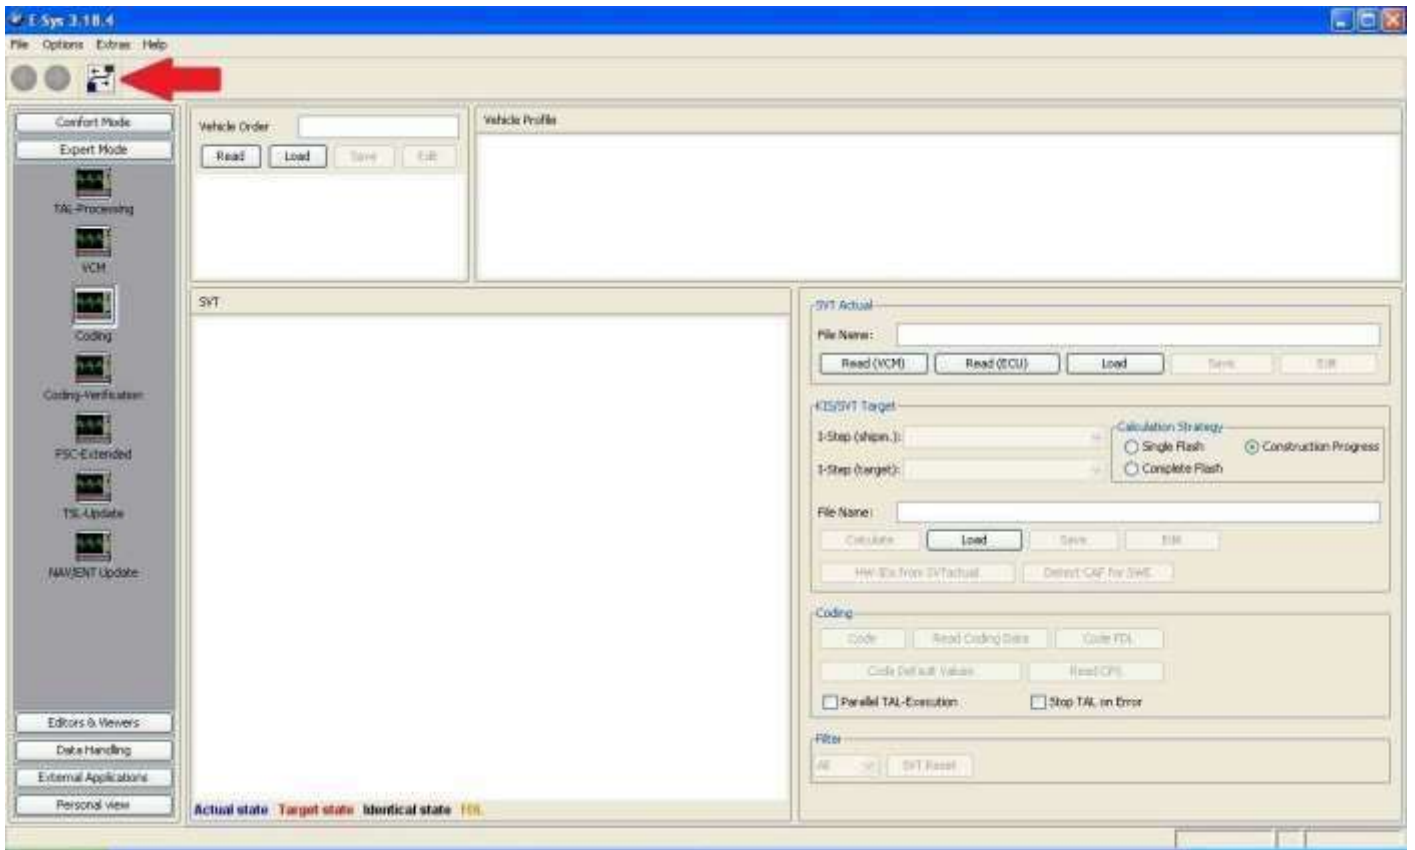 E-Sys 3.18.4
File Options Extras Help
Comfort Mode
Expert Mode
TAL-Processing
VCM
Coding
Coding-Verification
FSC-Extended
TSL-Update
NAV/ENT Update
Editors & Viewers
Data Handling
External Applications
Personal view
Vehicle Order
Read Load Save Edit
Vehicle Profile
SVT
Actual state Target state Identical state FDL
SVT Actual
File Name:
Read (VCM) Read (ECU) Load Save Edit
KIS/SVT Target
I-Step (shipm.):
I-Step (target):
Calculation Strategy
Single Flash Construction Progress
Complete Flash
File Name:
Calculate Load Save Edit
HW-IDs from SVTactual Detect CAF for SWE
Coding
Code Read Coding Data Code FDL
Code Default Values Read CPS
Parallel TAL-Execution Stop TAL on Error
Filter
All SVT Reset